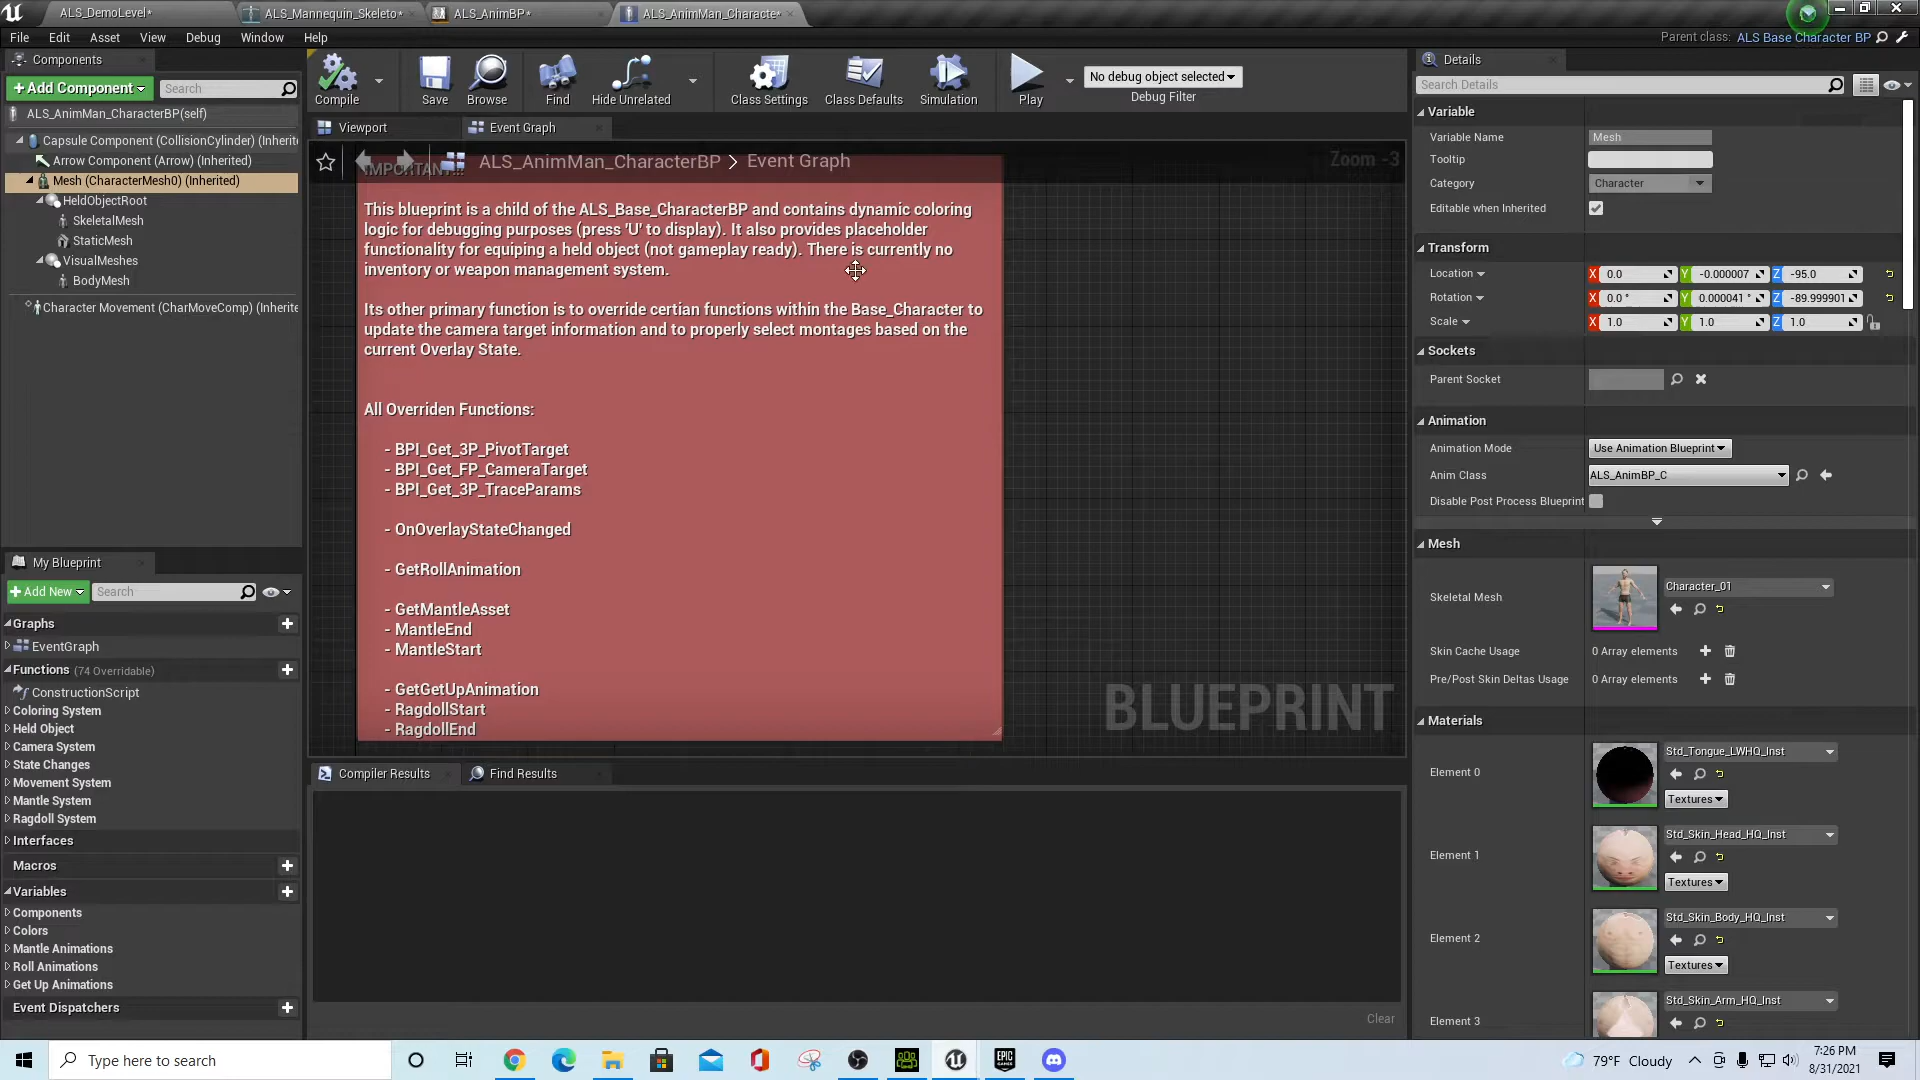 ALS_DemoLevel*
ALS_Mannequin_Skeleto*
ALS_AnimBP*
ALS_AnimMan_Characte*
File
Edit
Asset
View
Debug
Window
Help
Parent class: ALS Base Character BP
Components
+Add Component
Search
ALS_AnimMan_CharacterBP(self)
Capsule Component (CollisionCylinder) (Inherit
Arrow Component (Arrow) (Inherited)
Mesh (CharacterMesh0) (Inherited)
HeldObjectRoot
SkeletalMesh
StaticMesh
VisualMeshes
BodyMesh
Character Movement (CharMoveComp) (Inherite
My Blueprint
+Add New
Search
Graphs
EventGraph
Functions (74 Overridable)
ConstructionScript
Coloring System
Held Object
Camera System
State Changes
Movement System
Mantle System
Ragdoll System
Interfaces
Macros
Variables
Components
Colors
Mantle Animations
Roll Animations
Get Up Animations
Event Dispatchers
Compile
Save
Browse
Find
Hide Unrelated
Class Settings
Class Defaults
Simulation
Play
No debug object selected
Debug Filter
Viewport
Event Graph
ALS_AnimMan_CharacterBP > Event Graph
Zoom -3
IMPORTANT...
This blueprint is a child of the ALS_Base_CharacterBP and contains dynamic coloring
logic for debugging purposes (press 'U' to display). It also provides placeholder
functionality for equiping a held object (not gameplay ready). There is currently no
inventory or weapon management system.
Its other primary function is to override certian functions within the Base_Character to
update the camera target information and to properly select montages based on the
current Overlay State.
All Overriden Functions:
- BPI_Get_3P_PivotTarget
- BPI_Get_FP_CameraTarget
- BPI_Get_3P_TraceParams
- OnOverlayStateChanged
- GetRollAnimation
- GetMantleAsset
- MantleEnd
- MantleStart
- GetGetUpAnimation
- RagdollStart
- RagdollEnd
BLUEPRINT
Compiler Results
Find Results
Clear
Details
Search Details
Variable
Variable Name
Mesh
Tooltip
Category
Character
Editable when Inherited
Transform
Location X 0.0 Y -0.000007 Z -95.0
Rotation X 0.0 ° Y 0.000041 ° Z -89.999901
Scale X 1.0 Y 1.0 Z 1.0
Sockets
Parent Socket
Animation
Animation Mode
Use Animation Blueprint
Anim Class
ALS_AnimBP_C
Disable Post Process Blueprint
Mesh
Skeletal Mesh
Character_01
Skin Cache Usage
0 Array elements
Pre/Post Skin Deltas Usage
0 Array elements
Materials
Element 0
Std_Tongue_LWHQ_Inst
Textures
Element 1
Std_Skin_Head_HQ_Inst
Textures
Element 2
Std_Skin_Body_HQ_Inst
Textures
Element 3
Std_Skin_Arm_HQ_Inst
Type here to search
EPIC
GAMES
79°F Cloudy
7:26 PM
8/31/2021